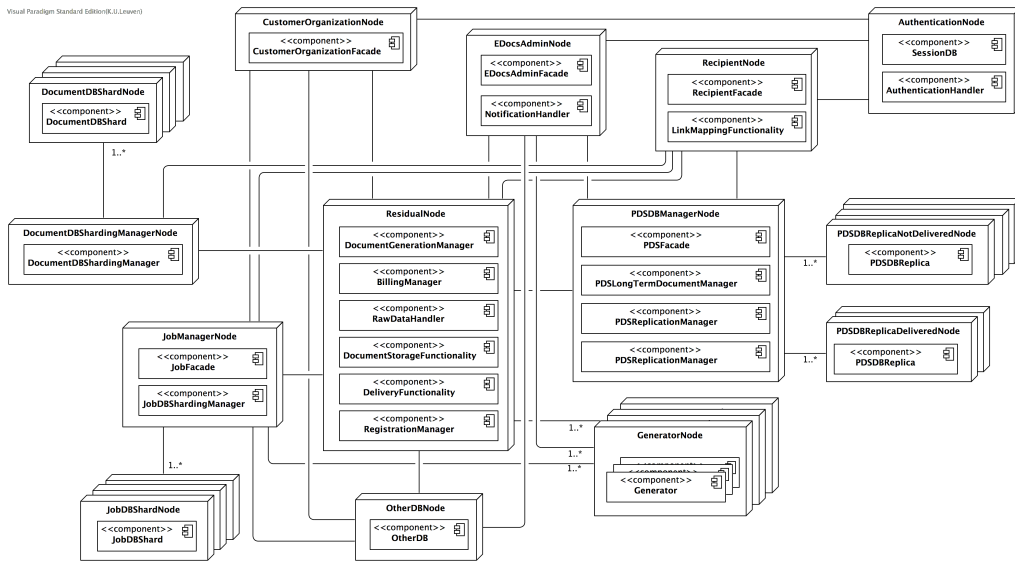 Visual Paradigm Standard Edition(K.U.Leuven)
CustomerOrganizationNode
<<component>>
CustomerOrganizationFacade
EDocsAdminNode
<<component>>
EDocsAdminFacade
<<component>>
NotificationHandler
RecipientNode
<<component>>
RecipientFacade
<<component>>
LinkMappingFunctionality
AuthenticationNode
<<component>>
SessionDB
<<component>>
AuthenticationHandler
DocumentDBShardNode
<<component>>
DocumentDBShard
1..*
DocumentDBShardingManagerNode
<<component>>
DocumentDBShardingManager
ResidualNode
<<component>>
DocumentGenerationManager
<<component>>
BillingManager
<<component>>
RawDataHandler
<<component>>
DocumentStorageFunctionality
<<component>>
DeliveryFunctionality
<<component>>
RegistrationManager
PDSDBManagerNode
<<component>>
PDSFacade
<<component>>
PDSLongTermDocumentManager
<<component>>
PDSReplicationManager
<<component>>
PDSReplicationManager
PDSDBReplicaNotDeliveredNode
<<component>>
PDSDBReplica
1..*
PDSDBReplicaDeliveredNode
<<component>>
PDSDBReplica
1..*
JobManagerNode
<<component>>
JobFacade
<<component>>
JobDBShardingManager
1..*
JobDBShardNode
<<component>>
JobDBShard
OtherDBNode
<<component>>
OtherDB
1..*
1..*
1..*
GeneratorNode
<<component>>
Generator